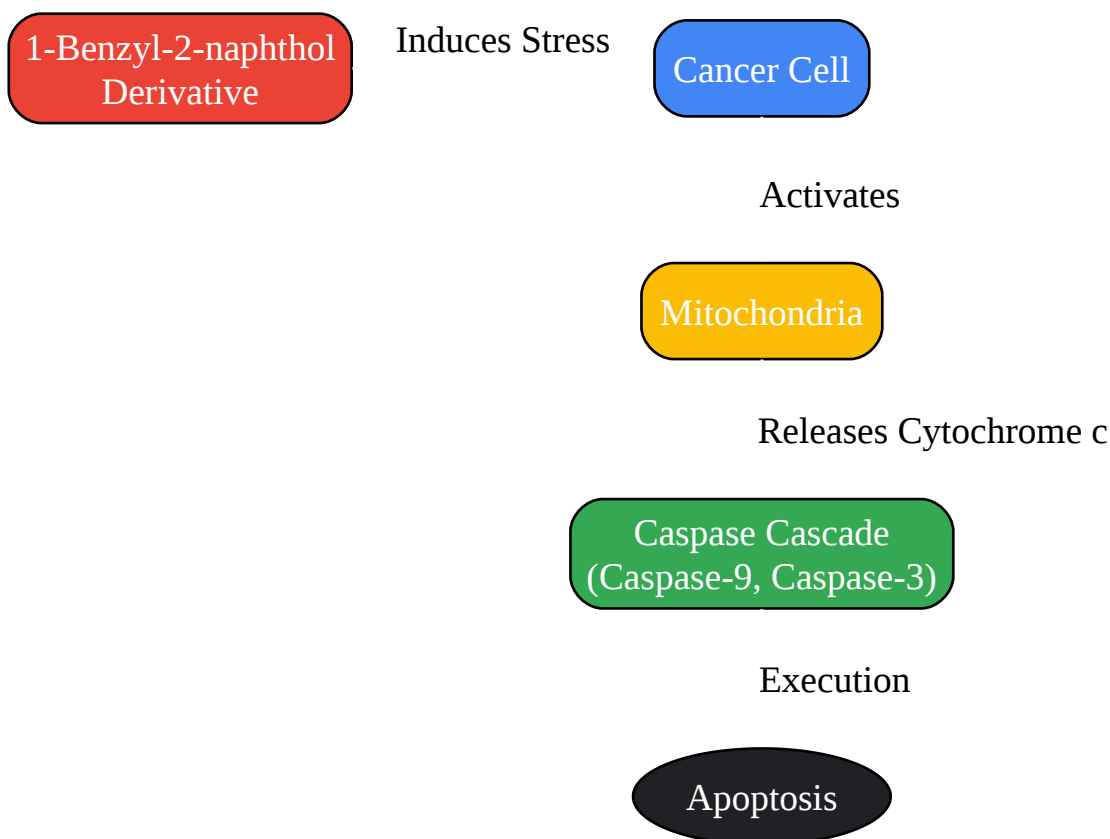 1-Benzyl-2-naphthol
Derivative
Induces Stress
Cancer Cell
Activates
Mitochondria
Releases Cytochrome c
Caspase Cascade
(Caspase-9, Caspase-3)
Execution
Apoptosis